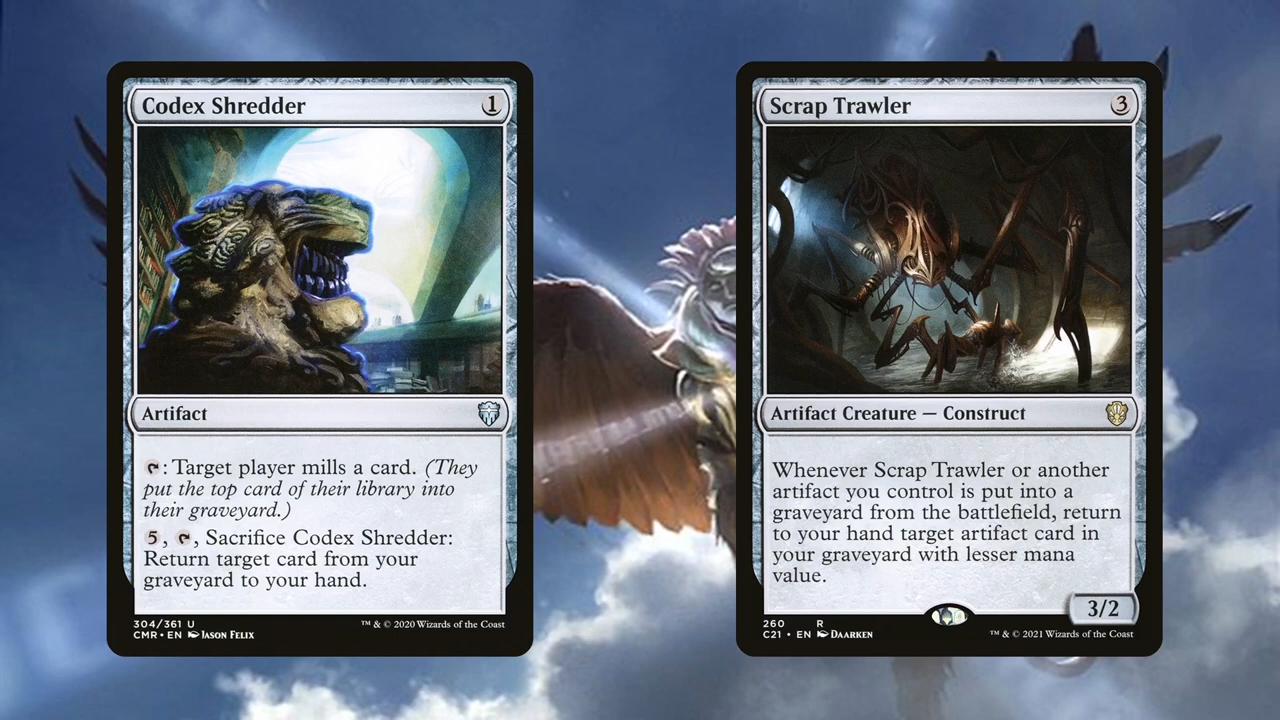 Codex Shredder 1
Artifact
: Target player mills a card. (They
put the top card of their library into
their graveyard.)
5, , Sacrifice Codex Shredder:
Return target card from your
graveyard to your hand.
304/361 U
CMR • EN Jason Felix
™ & © 2020 Wizards of the Coast
Scrap Trawler 3
Artifact Creature — Construct
Whenever Scrap Trawler or another
artifact you control is put into a
graveyard from the battlefield, return
to your hand target artifact card in
your graveyard with lesser mana
value.
3/2
260 R
C21 • EN Daarken
™ & © 2021 Wizards of the Coast